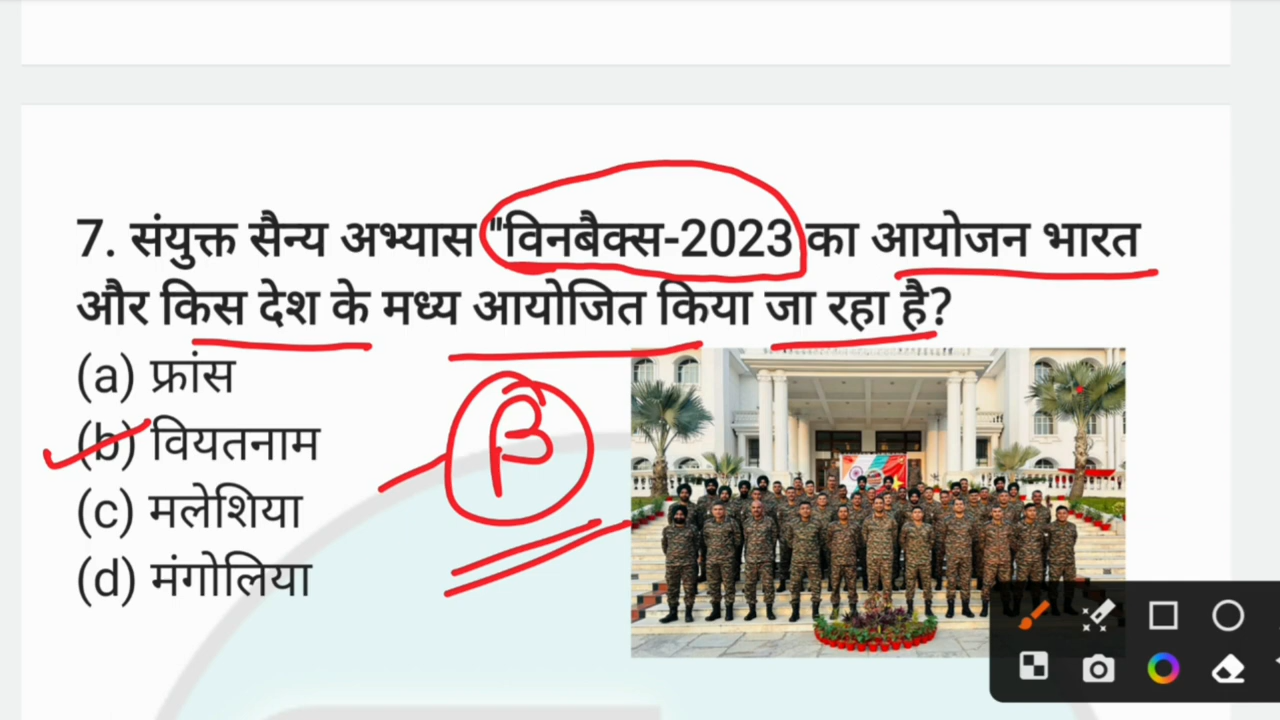 7. संयुक्त सैन्य अभ्यास "विनबैक्स-2023 का आयोजन भारत
और किस देश के मध्य आयोजित किया जा रहा है?
(a) फ्रांस
(b) वियतनाम
(c) मलेशिया
(d) मंगोलिया
B